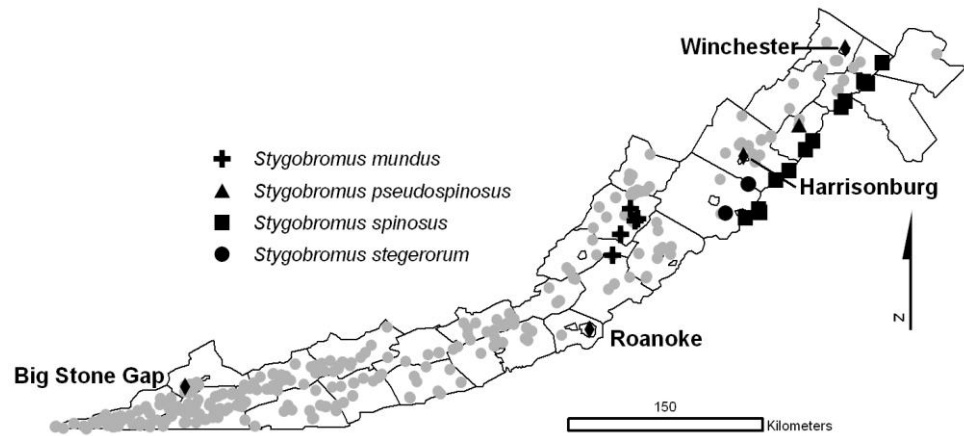 Winchester
Stygobromus mundus
Stygobromus pseudospinosus
Stygobromus spinosus
Stygobromus stegerorum
Harrisonburg
N
Roanoke
Big Stone Gap
150
Kilometers